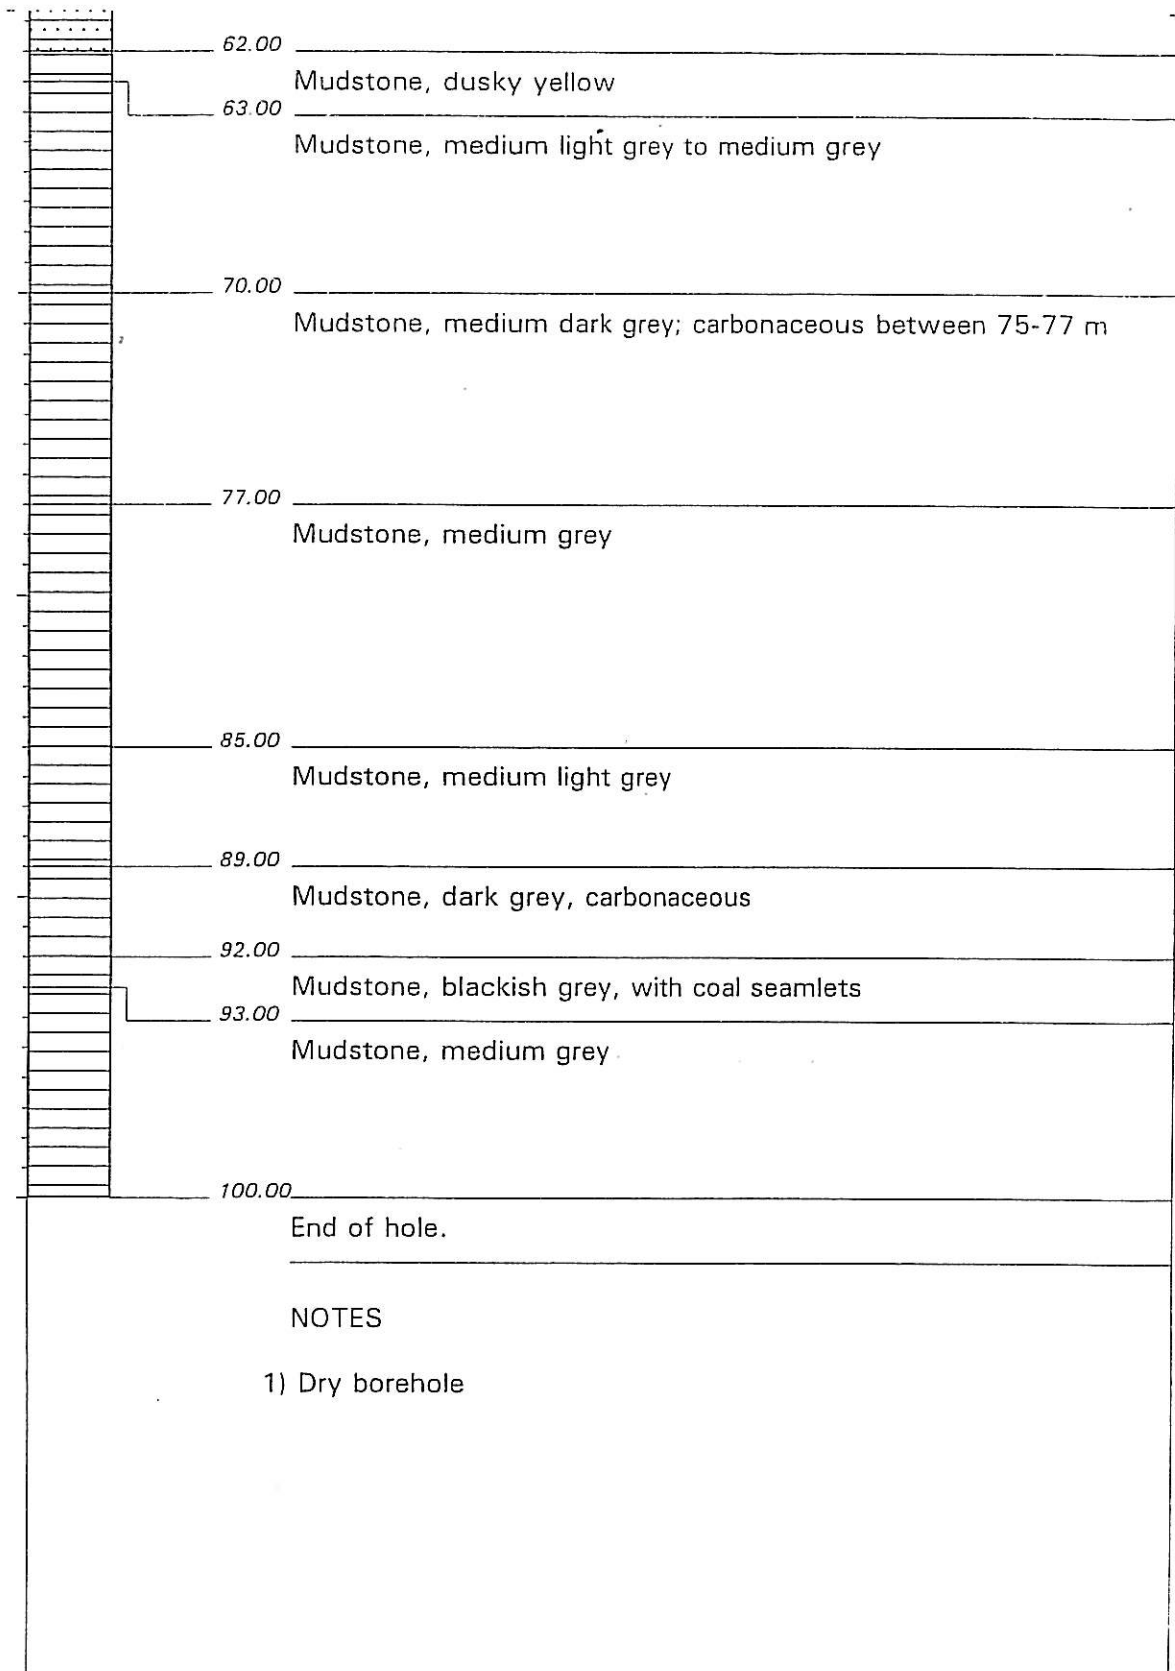 62.00
Mudstone, dusky yellow
63.00
Mudstone, medium light grey to medium grey
70.00
Mudstone, medium dark grey; carbonaceous between 75-77 m
77.00
Mudstone, medium grey
85.00
Mudstone, medium light grey
89.00
Mudstone, dark grey, carbonaceous
92.00
Mudstone, blackish grey, with coal seamlets
93.00
Mudstone, medium grey
100.00
End of hole.
NOTES
1) Dry borehole